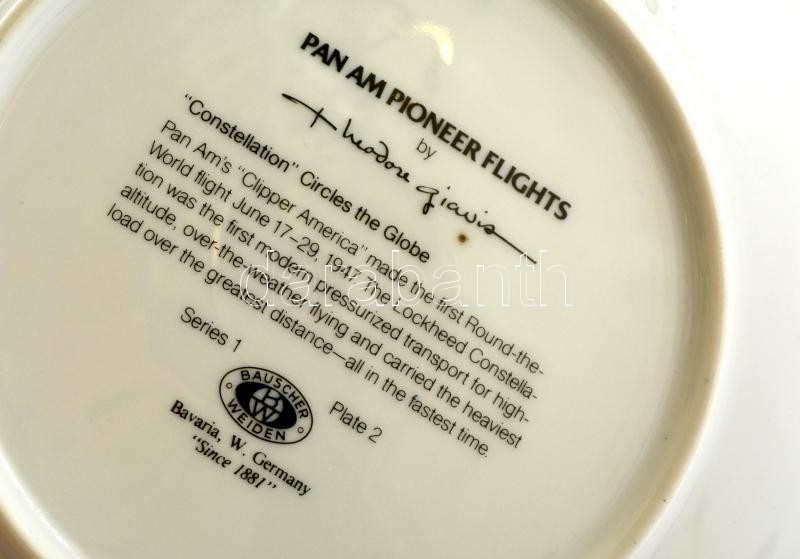 PAN AM PIONEER FLIGHTS
by
Theodore Giavis
"Constellation" Circles the Globe
Pan Am's "Clipper America" made the first Round-the-
World flight June 17-29, 1947. The Lockheed Constella-
tion was the first modern pressurized transport for high-
altitude, over-the-weather flying and carried the heaviest
load over the greatest distance—all in the fastest time.
Series 1
Plate 2
BAUSCHER
BW
WEIDEN
Bavaria, W. Germany
"Since 1881"
darabanth